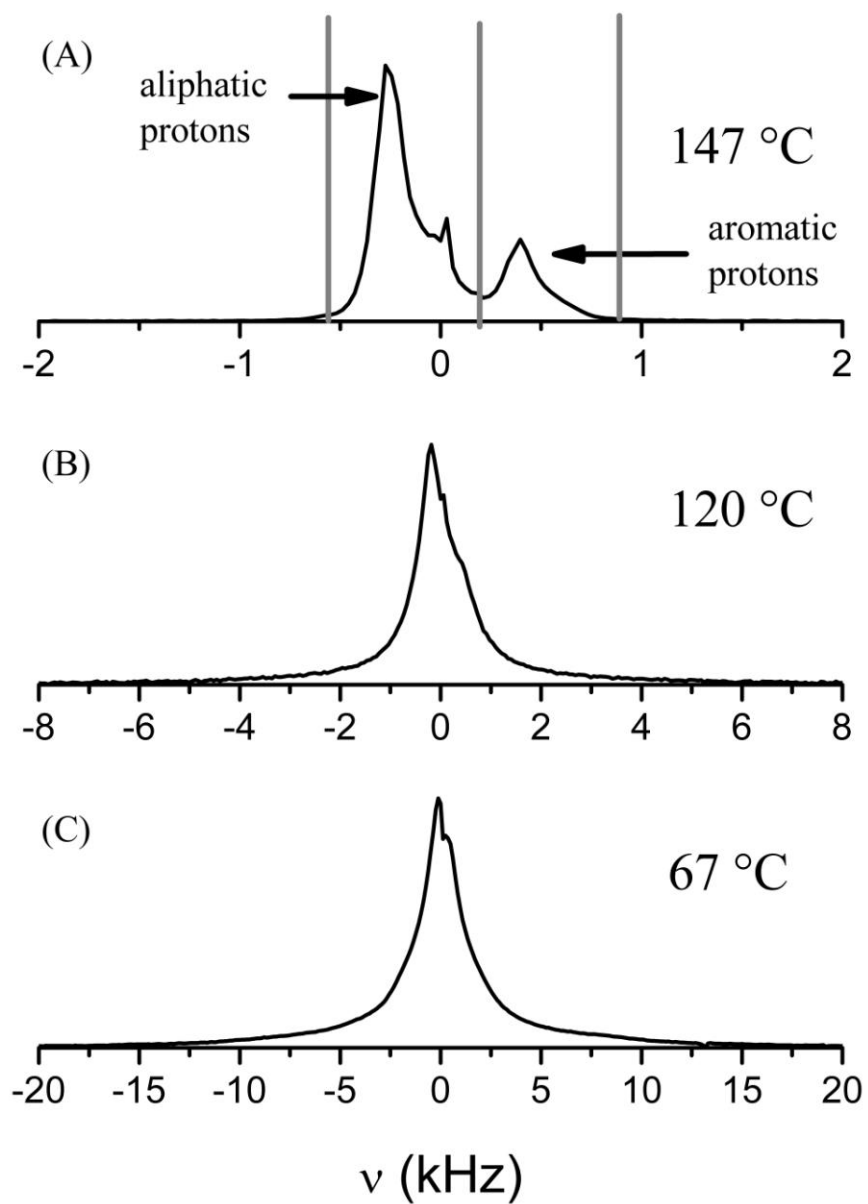 (A)
aliphatic
protons
147 °C
aromatic
protons
-2 -1 0 1 2
(B)
120 °C
-8 -6 -4 -2 0 2 4 6 8
(C)
67 °C
-20 -15 -10 -5 0 5 10 15 20
ν (kHz)